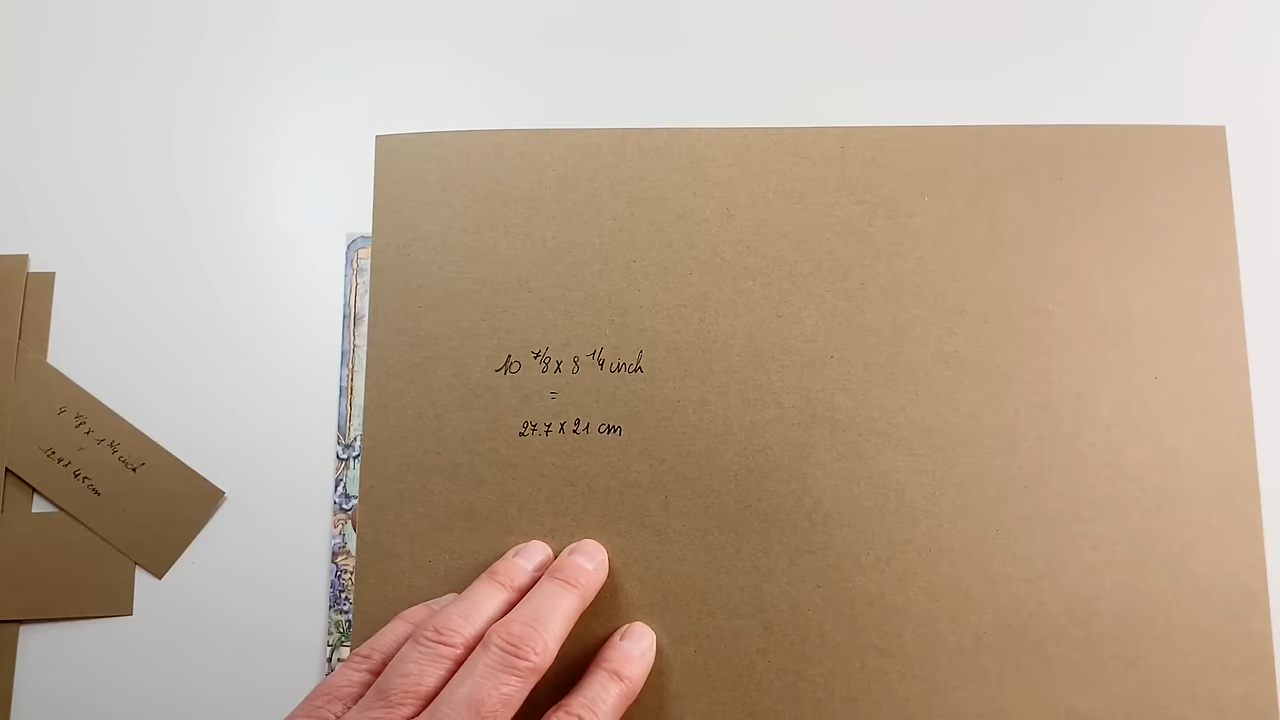 10 7/8 x 8 1/4 inch
=
27.7 x 21 cm
4 7/8 x 1 3/4 inch
=
12.4 x 4.5 cm